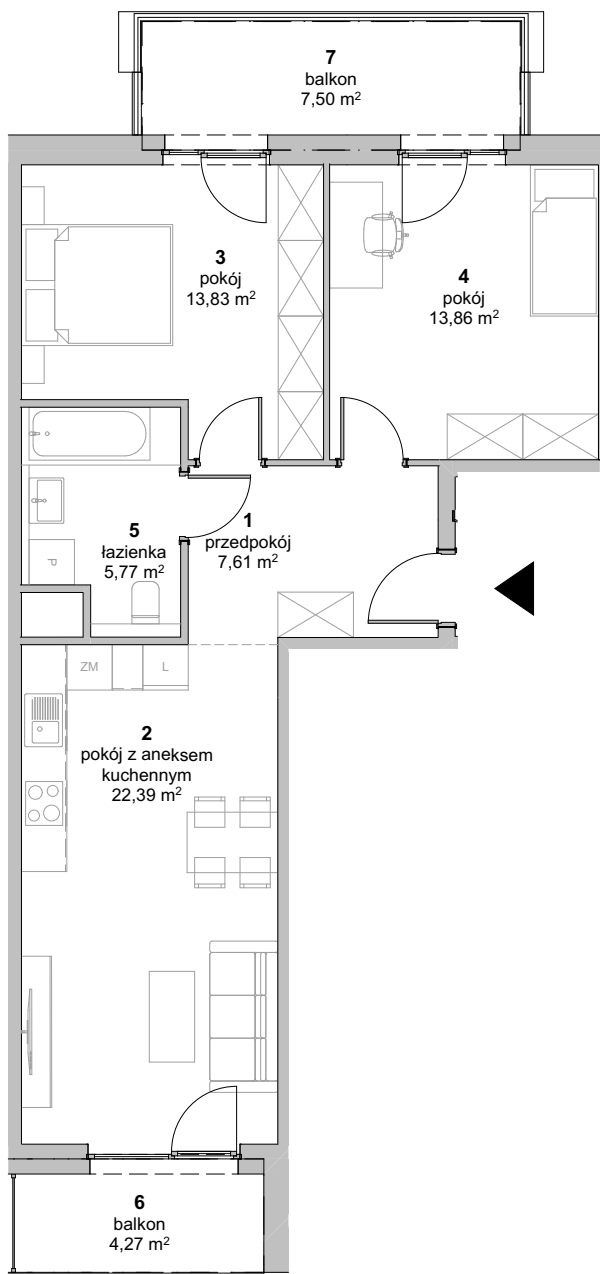 7
balkon
7,50 m²
3
pokój
13,83 m²
4
pokój
13,86 m²
5
łazienka
5,77 m²
1
przedpokój
7,61 m²
P
ZM
L
2
pokój z aneksem
kuchennym
22,39 m²
6
balkon
4,27 m²